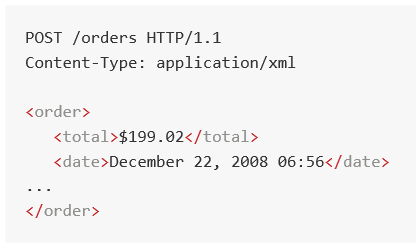 POST /orders HTTP/1.1
Content-Type: application/xml
<order>
<total>$199.02</total>
<date>December 22, 2008 06:56</date>
...
</order>